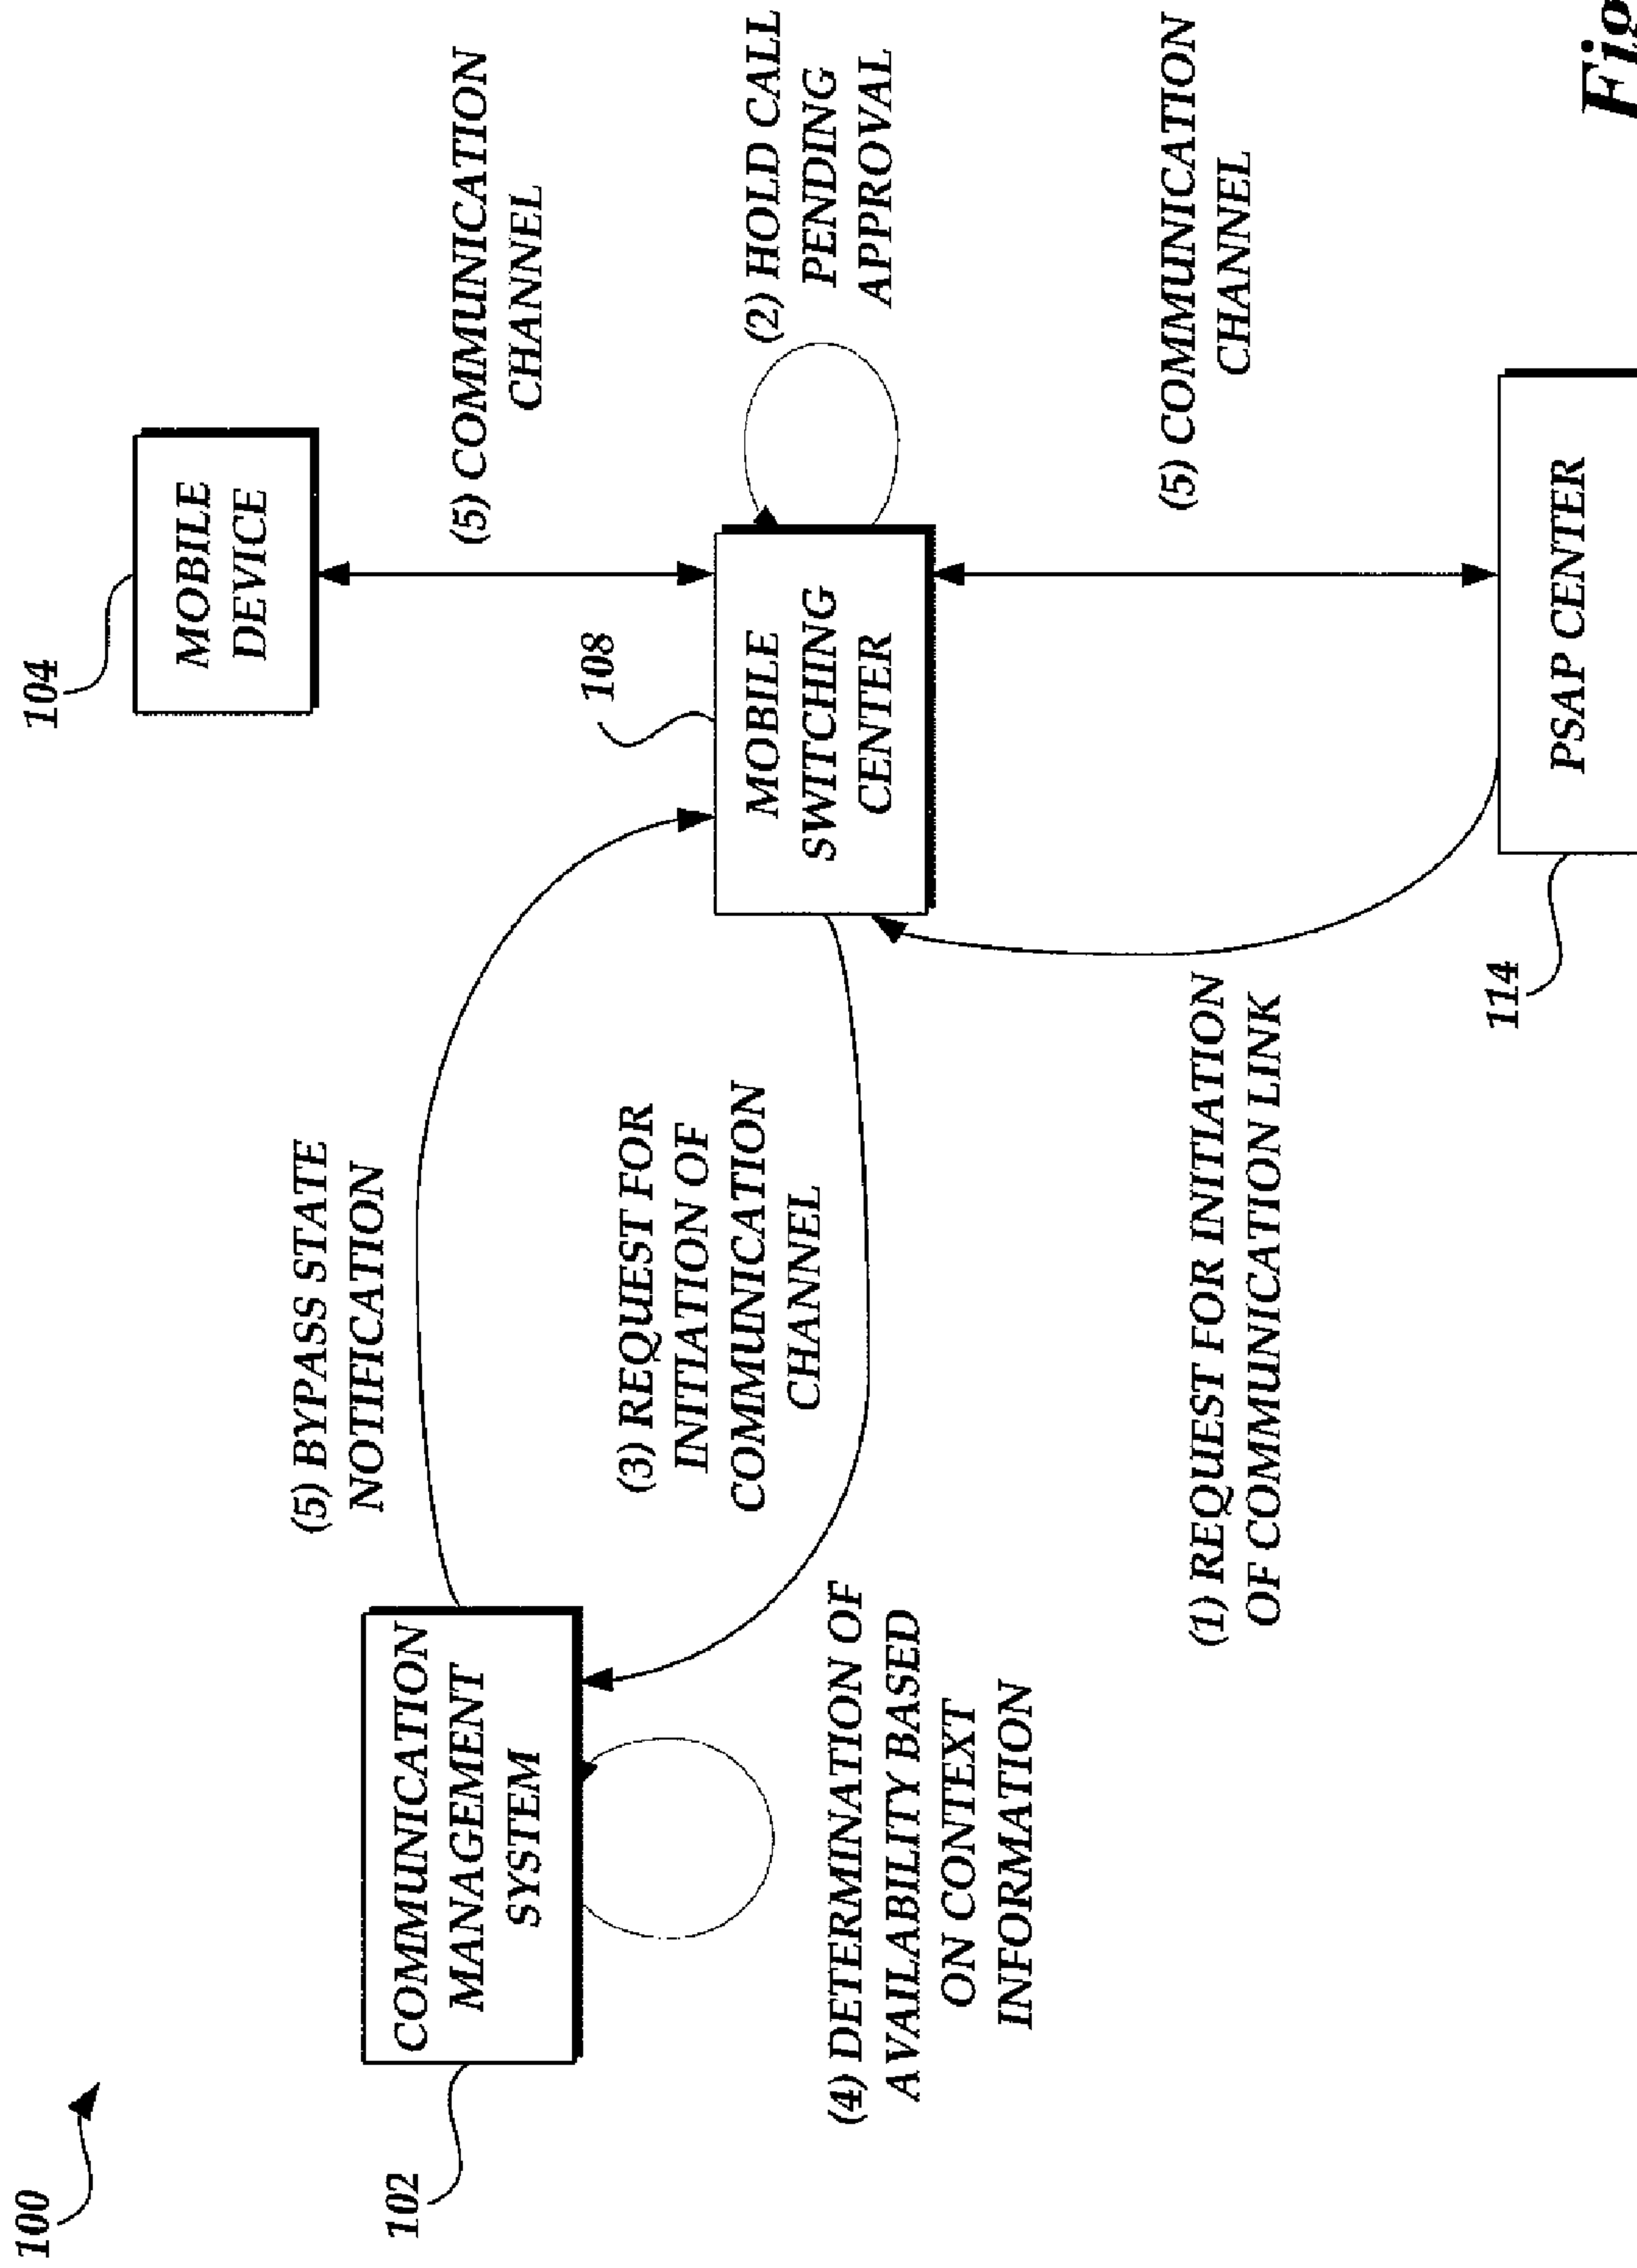 100
104
MOBILE
DEVICE
102
COMMUNICATION
MANAGEMENT
SYSTEM
(5) BYPASS STATE
NOTIFICATION
(5) COMMUNICATION
CHANNEL
108
(3) REQUEST FOR
INITIATION OF
COMMUNICATION
CHANNEL
MOBILE
SWITCHING
CENTER
(2) HOLD CALL
PENDING
APPROVAL
(4) DETERMINATION OF
AVAILABILITY BASED
ON CONTEXT
INFORMATION
(1) REQUEST FOR INITIATION
OF COMMUNICATION LINK
(5) COMMUNICATION
CHANNEL
114
PSAP CENTER
Fig